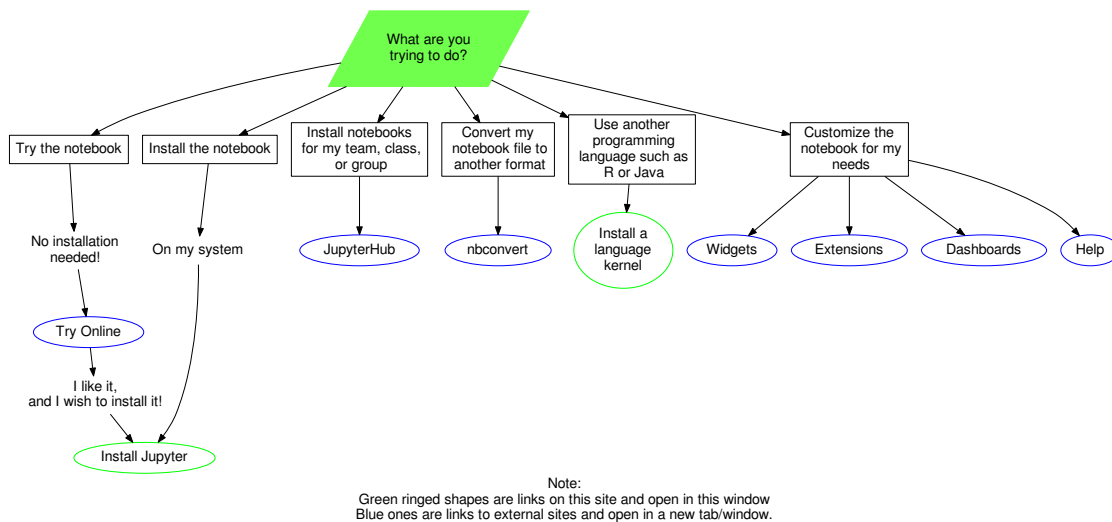 What are you
trying to do?
Try the notebook
Install the notebook
Install notebooks
for my team, class,
or group
Convert my
notebook file to
another format
Use another
programming
language such as
R or Java
Customize the
notebook for my
needs
No installation
needed!
On my system
JupyterHub
nbconvert
Install a
language
kernel
Widgets
Extensions
Dashboards
Help
Try Online
I like it,
and I wish to install it!
Install Jupyter
Note:
Green ringed shapes are links on this site and open in this window
Blue ones are links to external sites and open in a new tab/window.